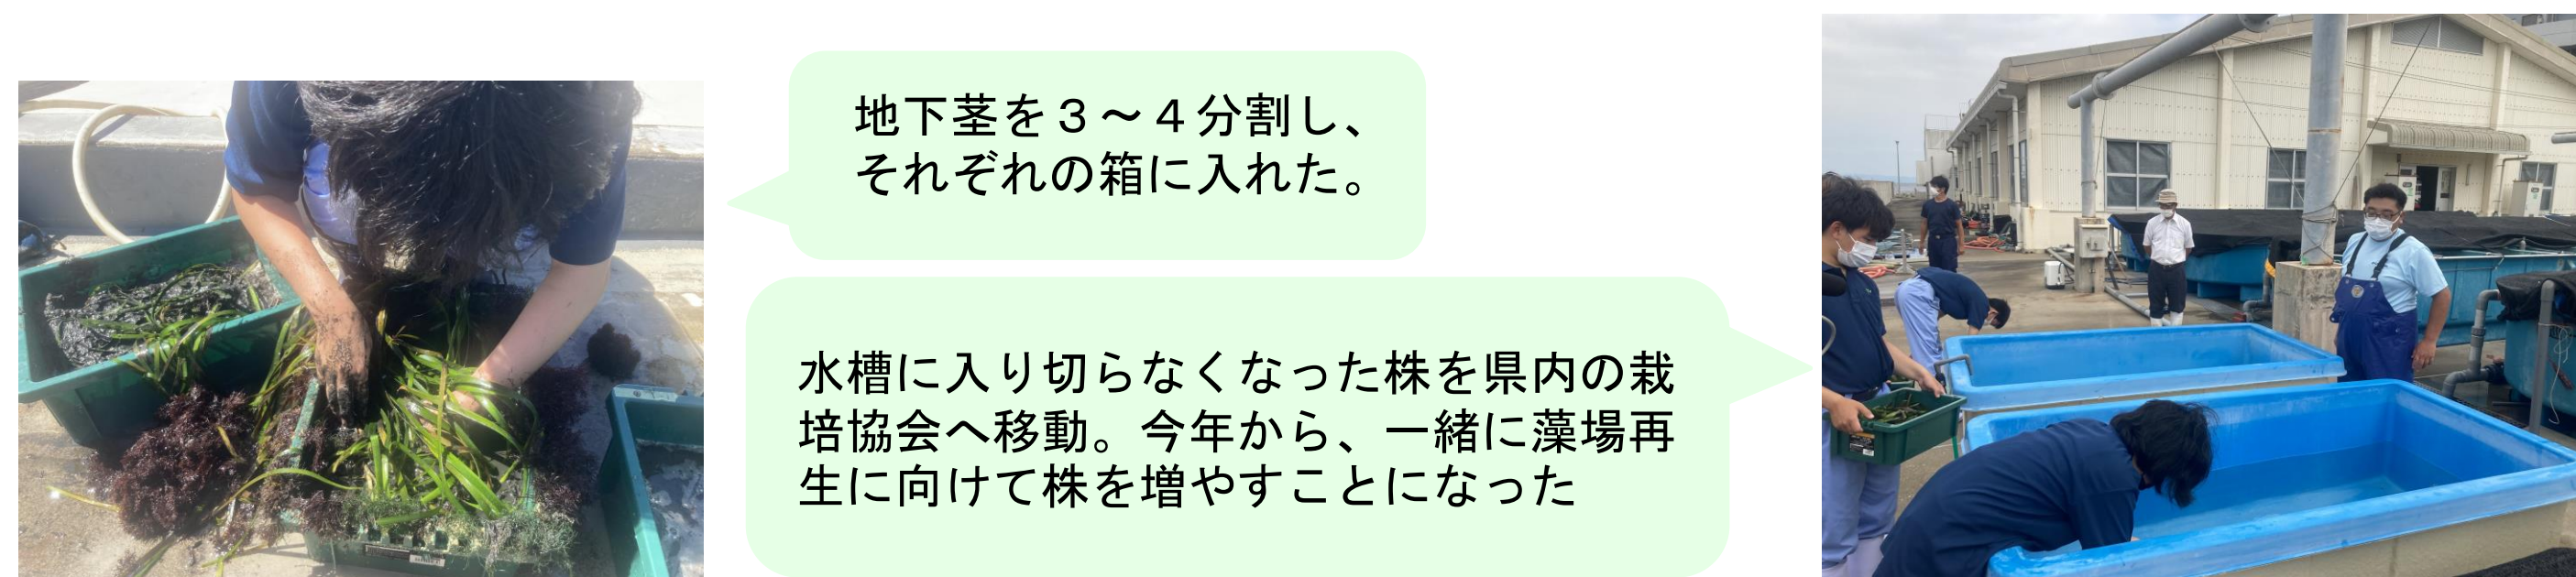 地下茎を３～４分割し、
それぞれの箱に入れた。
水槽に入り切らなくなった株を県内の栽
培協会へ移動。今年から、一緒に藻場再
生に向けて株を増やすことになった